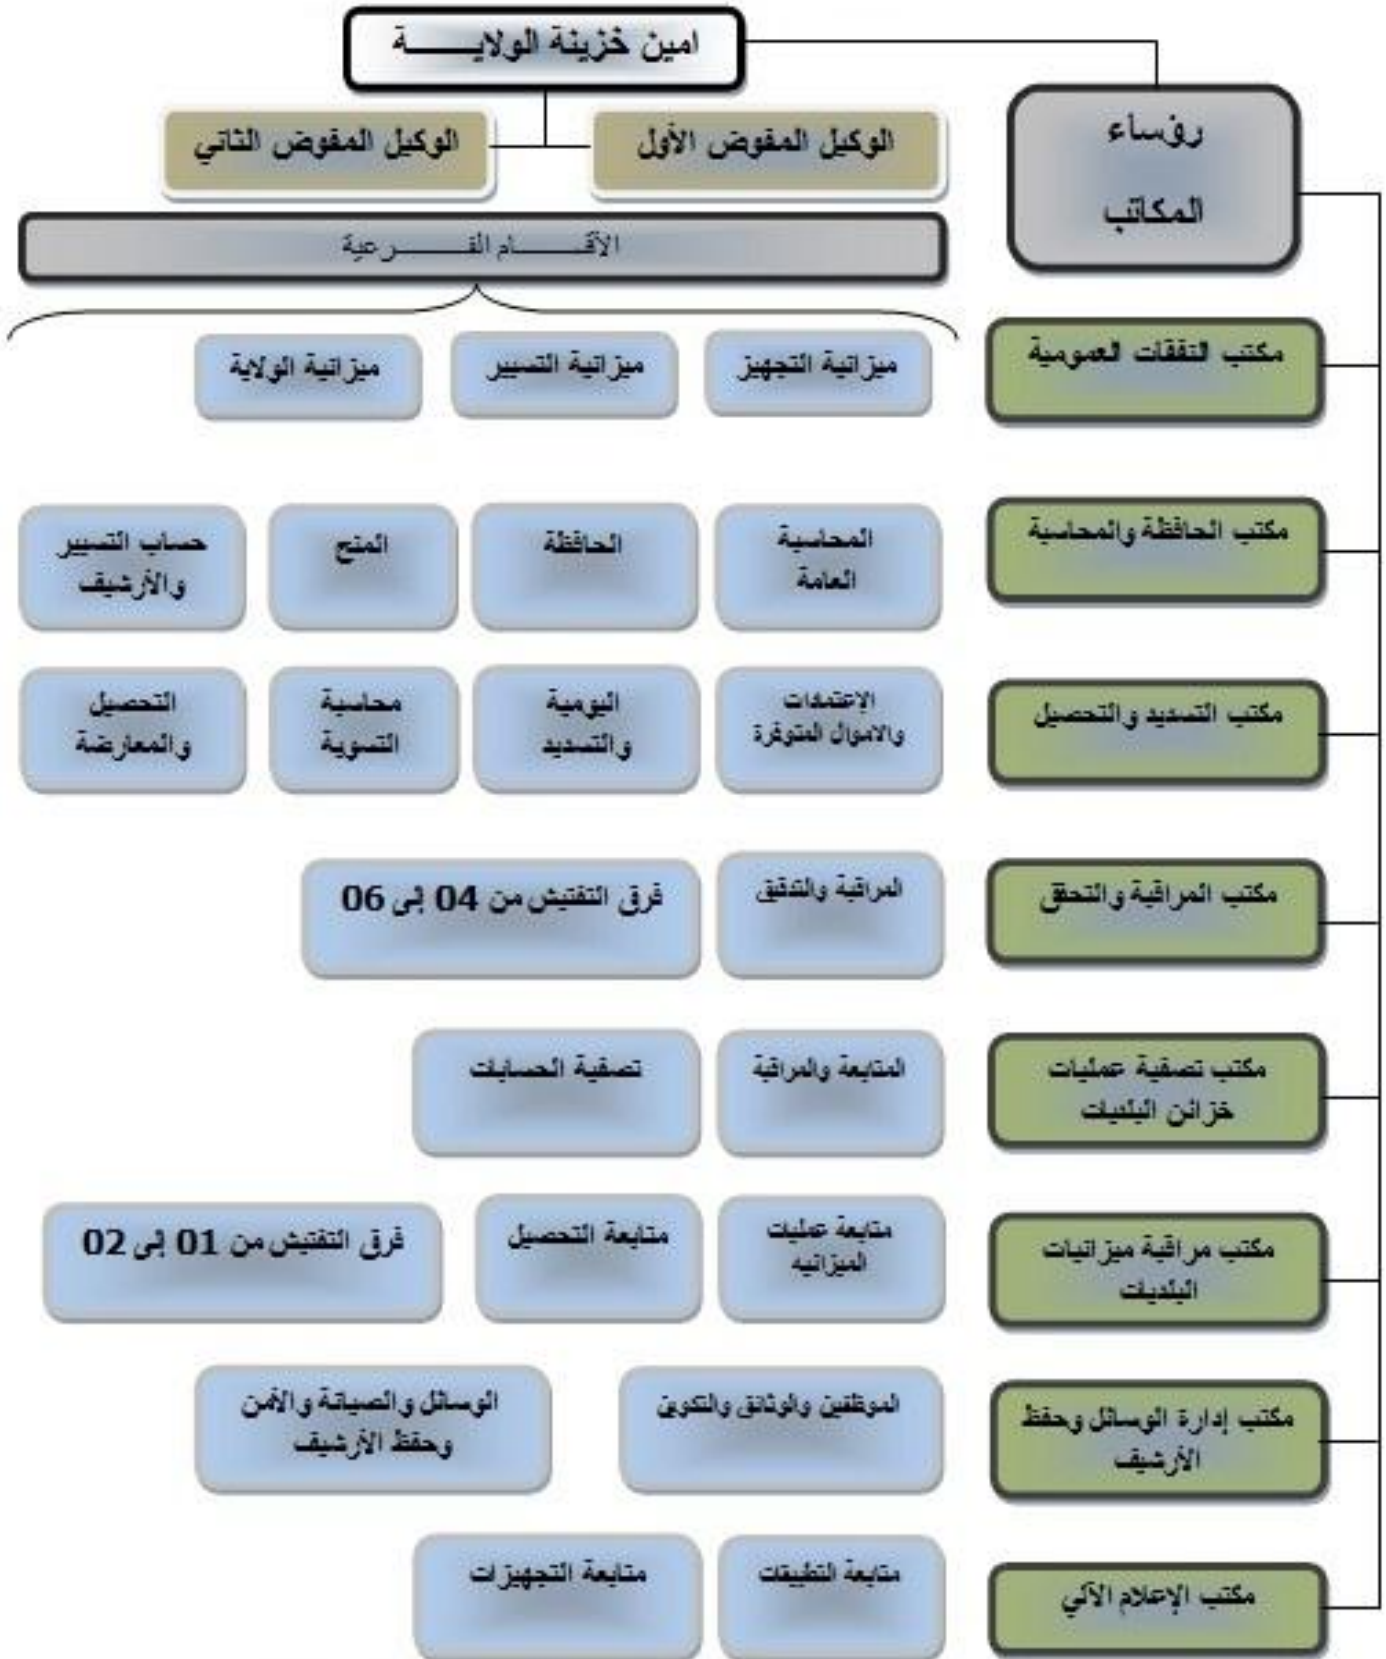 امين خزينة الولايـــــة
الوكيل المفوض الأول
الوكيل المفوض الثاني
رؤساء
المكاتب
الأقـــــام الفـــــرعية
مكتب النفقات العمومية
ميزانية التجهيز
ميزانية التسيير
ميزانية الولاية
مكتب الحافظة والمحاسبة
المحاسبة
العامة
الحافظة
المنح
حساب التسيير
والأرشيف
مكتب التسديد والتحصيل
الإعتمادات
والاموال المتوفرة
اليومية
والتسديد
محاسبة
التسوية
التحصيل
والمعارضة
مكتب المراقبة والتحقق
المراقبة والتدقيق
فرق التفتيش من 04 إلى 06
مكتب تصفية عمليات
خزائن البلديات
المتابعة والمراقبة
تصفية الحسابات
مكتب مراقبة ميزانيات
البلديات
متابعة عمليات
الميزانيه
متابعة التحصيل
فرق التفتيش من 01 إلى 02
مكتب إدارة الوسائل وحفظ
الأرشيف
الموظفين والوثائق والتكوين
الوسائل والصيانة والأمن
وحفظ الأرشيف
مكتب الإعلام الآلي
متابعة التطبيقات
متابعة التجهيزات